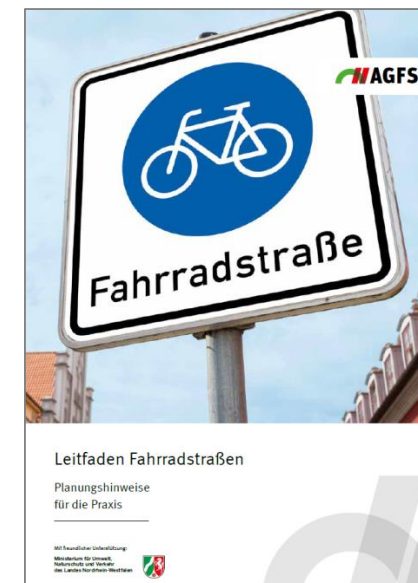 AGFS
Fahrradstraße
Leitfaden Fahrradstraßen
Planungshinweise
für die Praxis
Mit freundlicher Unterstützung:
Ministerium für Umwelt,
Naturschutz und Verkehr
des Landes Nordrhein-Westfalen